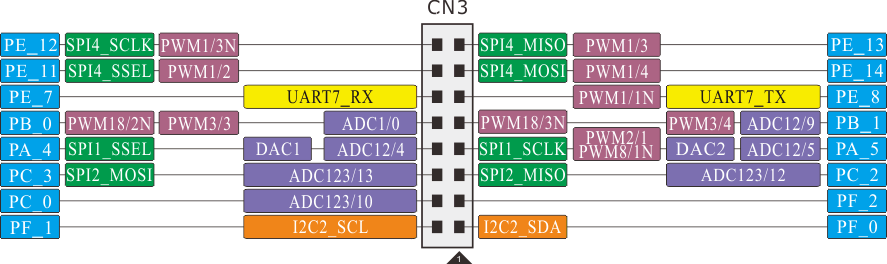 CN3
PE_12 SPI4_SCLK PWM1/3N SPI4_MISO PWM1/3 PE_13
PE_11 SPI4_SSEL PWM1/2 SPI4_MOSI PWM1/4 PE_14
PE_7 UART7_RX PWM1/1N UART7_TX PE_8
PB_0 PWM18/2N PWM3/3 ADC1/0 PWM18/3N PWM3/4 ADC12/9 PB_1
PA_4 SPI1_SSEL DAC1 ADC12/4 SPI1_SCLK PWM2/1 DAC2 ADC12/5 PA_5
PWM8/1N
PC_3 SPI2_MOSI ADC123/13 SPI2_MISO ADC123/12 PC_2
PC_0 ADC123/10 PF_2
PF_1 I2C2_SCL I2C2_SDA PF_0
1